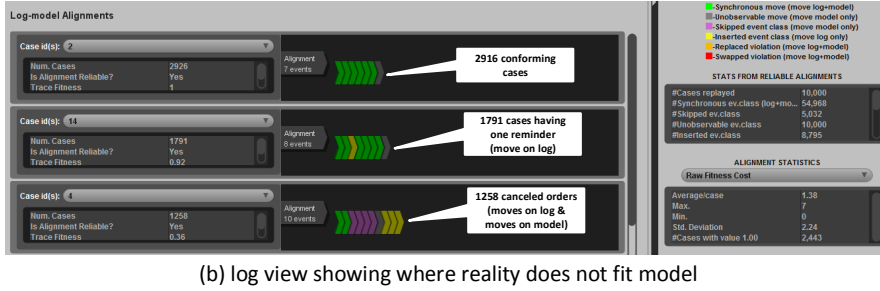 Log-model Alignments
Case id(s): 2
Num. Cases 2926
Is Alignment Reliable? Yes
Trace Fitness 1
Alignment
7 events
2916 conforming
cases
Case id(s): 14
Num. Cases 1791
Is Alignment Reliable? Yes
Trace Fitness 0.92
Alignment
8 events
1791 cases having
one reminder
(move on log)
Case id(s): 4
Num. Cases 1258
Is Alignment Reliable? Yes
Trace Fitness 0.36
Alignment
10 events
1258 canceled orders
(moves on log &
moves on model)
-Synchronous move (move log+model)
-Unobservable move (move model only)
-Skipped event class (move model only)
-Inserted event class (move log only)
-Replaced violation (move log+model)
-Swapped violation (move log+model)
STATS FROM RELIABLE ALIGNMENTS
#Cases replayed 10,000
#Synchronous ev.class (log+mo... 54,968
#Skipped ev.class 5,032
#Unobservable ev.class 10,000
#Inserted ev.class 8,795
ALIGNMENT STATISTICS
Raw Fitness Cost
Average/case 1.38
Max. 7
Min. 0
Std. Deviation 2.24
#Cases with value 1.00 2,443
(b) log view showing where reality does not fit model